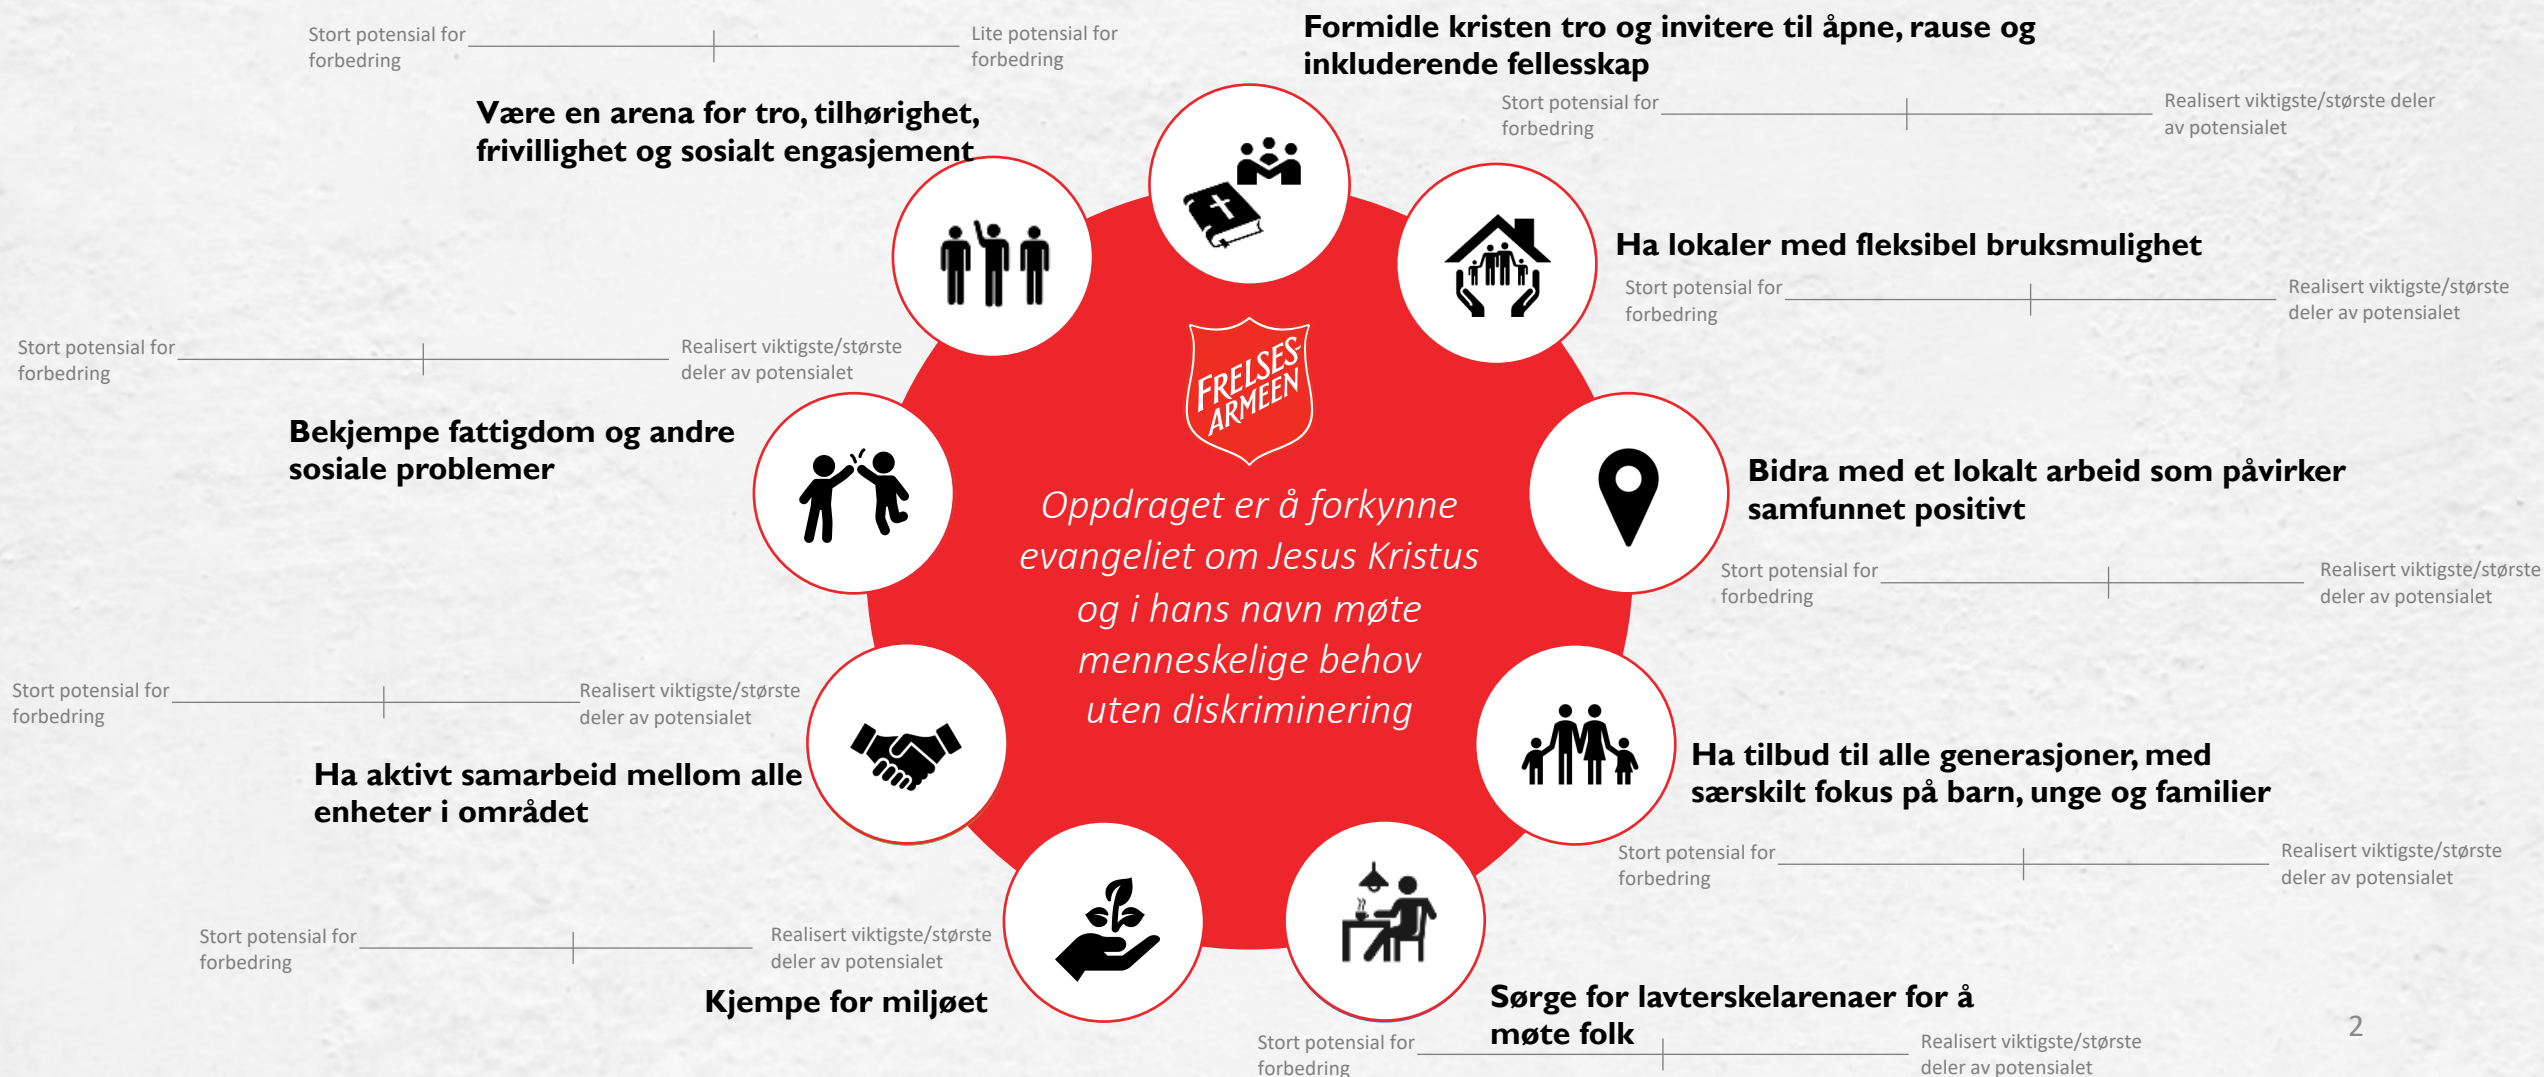 Stort potensial for
forbedring
Lite potensial for
forbedring
Være en arena for tro, tilhørighet,
frivillighet og sosialt engasjement
Formidle kristen tro og invitere til åpne, rause og
inkluderende fellesskap
Stort potensial for
forbedring
Realisert viktigste/største deler
av potensialet
Ha lokaler med fleksibel bruksmulighet
Stort potensial for
forbedring
Realisert viktigste/største
deler av potensialet
Stort potensial for
forbedring
Realisert viktigste/største
deler av potensialet
Bekjempe fattigdom og andre
sosiale problemer
FRELSES-
ARMEEN
Oppdraget er å forkynne
evangeliet om Jesus Kristus
og i hans navn møte
menneskelige behov
uten diskriminering
Bidra med et lokalt arbeid som påvirker
samfunnet positivt
Stort potensial for
forbedring
Realisert viktigste/største
deler av potensialet
Stort potensial for
forbedring
Realisert viktigste/største
deler av potensialet
Ha aktivt samarbeid mellom alle
enheter i området
Ha tilbud til alle generasjoner, med
særskilt fokus på barn, unge og familier
Stort potensial for
forbedring
Realisert viktigste/største
deler av potensialet
Stort potensial for
forbedring
Realisert viktigste/største
deler av potensialet
Kjempe for miljøet
Sørge for lavterskelarenaer for å
møte folk
Stort potensial for
forbedring
Realisert viktigste/største
deler av potensialet
2